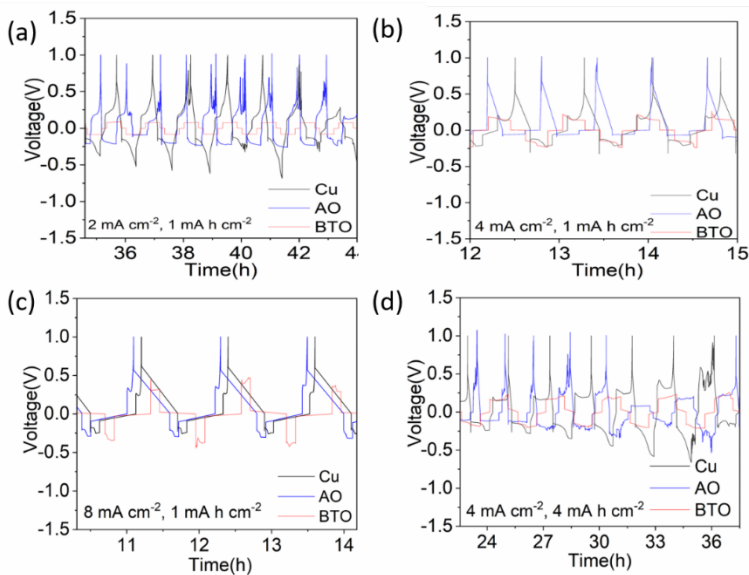 (a)
1.5
1.0
0.5
0.0
-0.5
-1.0
-1.5
Voltage(V)
Cu
AO
BTO
2 mA cm-2, 1 mA h cm-2
36 38 40 42 44
Time(h)
(b)
1.5
1.0
0.5
0.0
-0.5
-1.0
-1.5
Voltage(V)
Cu
AO
BTO
4 mA cm-2, 1 mA h cm-2
12 13 14 15
Time(h)
(c)
1.5
1.0
0.5
0.0
-0.5
-1.0
-1.5
Voltage(V)
Cu
AO
BTO
8 mA cm-2, 1 mA h cm-2
11 12 13 14
Time(h)
(d)
1.5
1.0
0.5
0.0
-0.5
-1.0
-1.5
Voltage(V)
Cu
AO
BTO
4 mA cm-2, 4 mA h cm-2
24 27 30 33 36
Time(h)